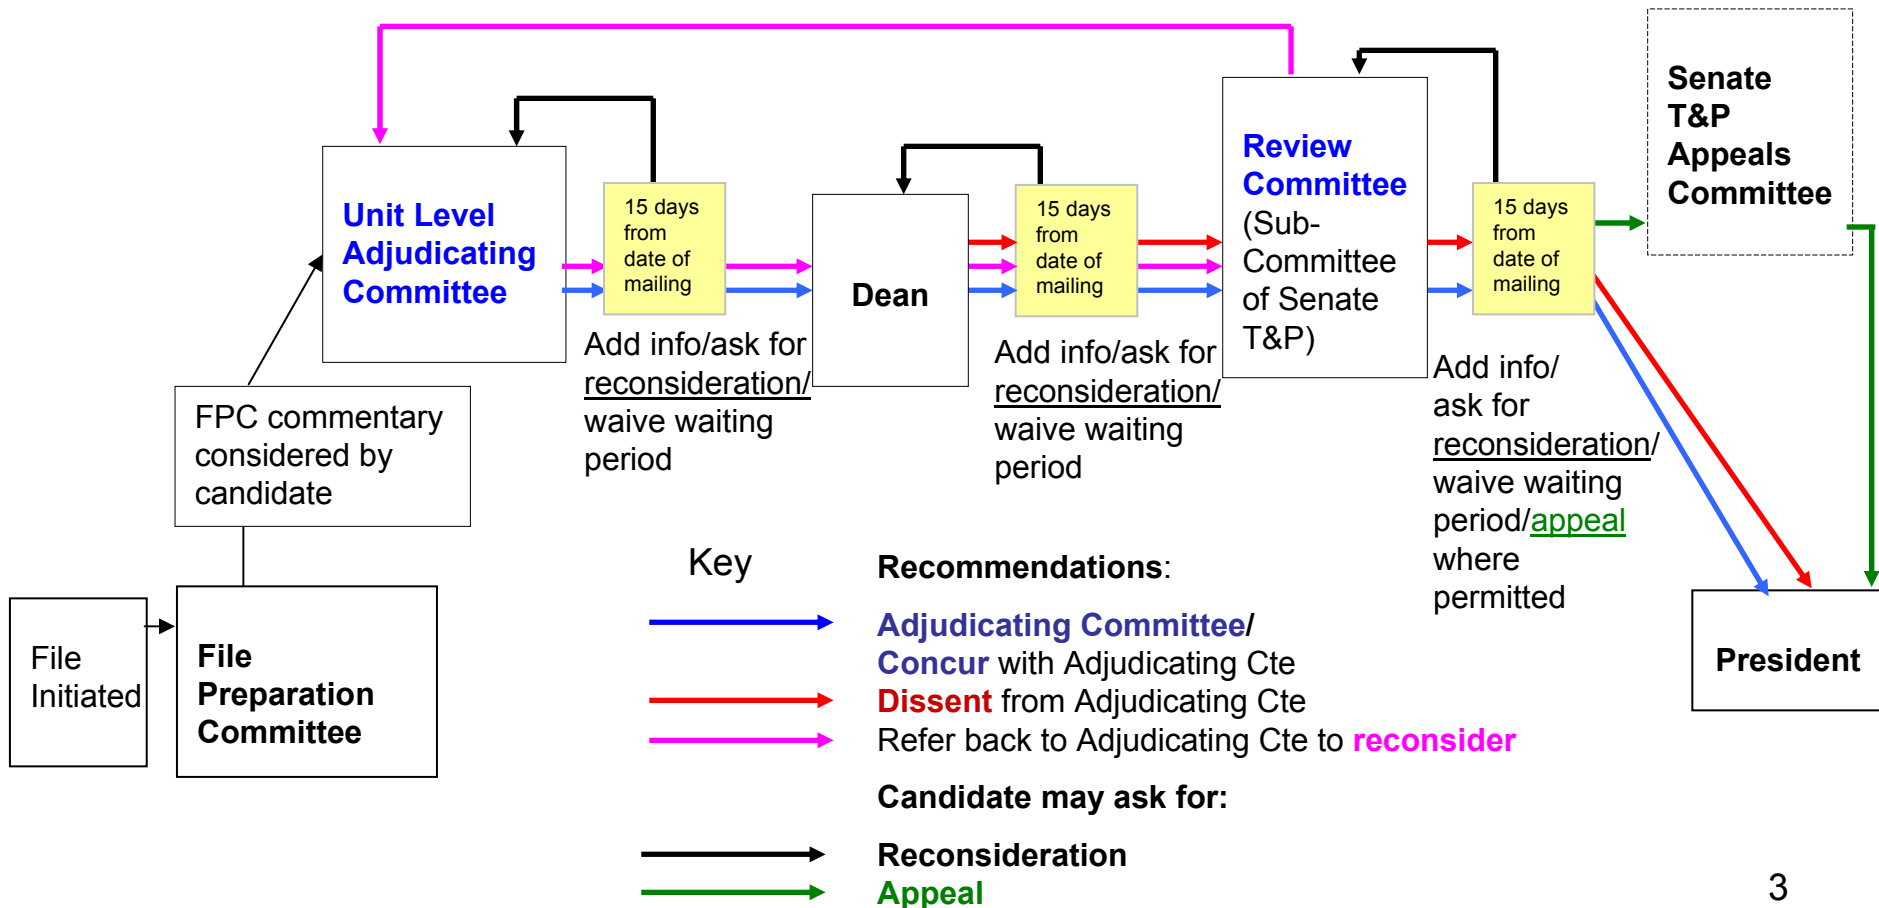 Senate
T&P
Appeals
Committee
Unit Level
Adjudicating
Committee
15 days
from
date of
mailing
Dean
15 days
from
date of
mailing
Review
Committee
(Sub-
Committee
of Senate
T&P)
15 days
from
date of
mailing
Add info/ask for
reconsideration/
waive waiting
period
Add info/ask for
reconsideration/
waive waiting
period
Add info/
ask for
reconsideration/
waive waiting
period/appeal
where
permitted
FPC commentary
considered by
candidate
File
Initiated
File
Preparation
Committee
President
Key
Recommendations:
Adjudicating Committee/
Concur with Adjudicating Cte
Dissent from Adjudicating Cte
Refer back to Adjudicating Cte to reconsider
Candidate may ask for:
Reconsideration
Appeal
3